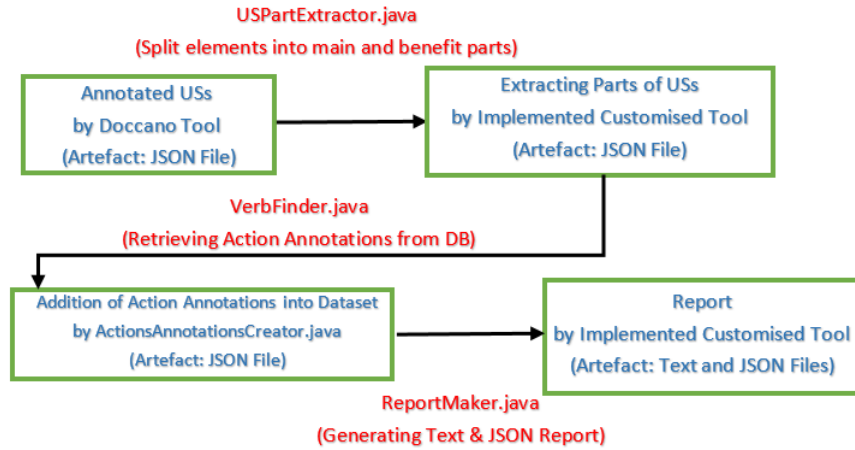 USPartExtractor.java
(Split elements into main and benefit parts)
Annotated USs
by Doccano Tool
(Artefact: JSON File)
Extracting Parts of USs
by Implemented Customised Tool
(Artefact: JSON File)
VerbFinder.java
(Retrieving Action Annotations from DB)
Addition of Action Annotations into Dataset
by ActionsAnnotationsCreator.java
(Artefact: JSON File)
Report
by Implemented Customised Tool
(Artefact: Text and JSON Files)
ReportMaker.java
(Generating Text & JSON Report)